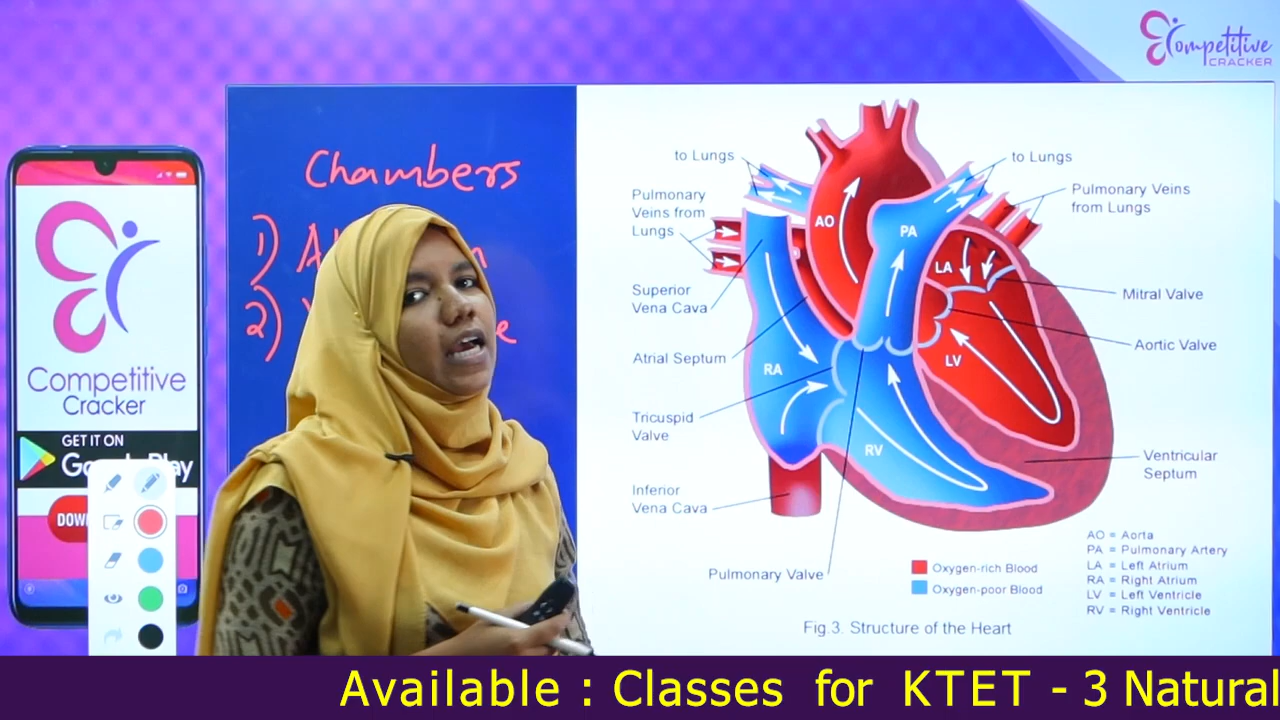 Competitive
CRACKER
Chambers
1) A
2)
Competitive
Cracker
GET IT ON
Google Play
DOW
to Lungs
Pulmonary
Veins from
Lungs
Superior
Vena Cava
Atrial Septum
Tricuspid
Valve
Inferior
Vena Cava
Pulmonary Valve
AO
PA
LA
RA
LV
RV
to Lungs
Pulmonary Veins
from Lungs
Mitral Valve
Aortic Valve
Ventricular
Septum
Oxygen-rich Blood
Oxygen-poor Blood
AO = Aorta
PA = Pulmonary Artery
LA = Left Atrium
RA = Right Atrium
LV = Left Ventricle
RV = Right Ventricle
Fig.3. Structure of the Heart
Available : Classes for KTET - 3 Natural